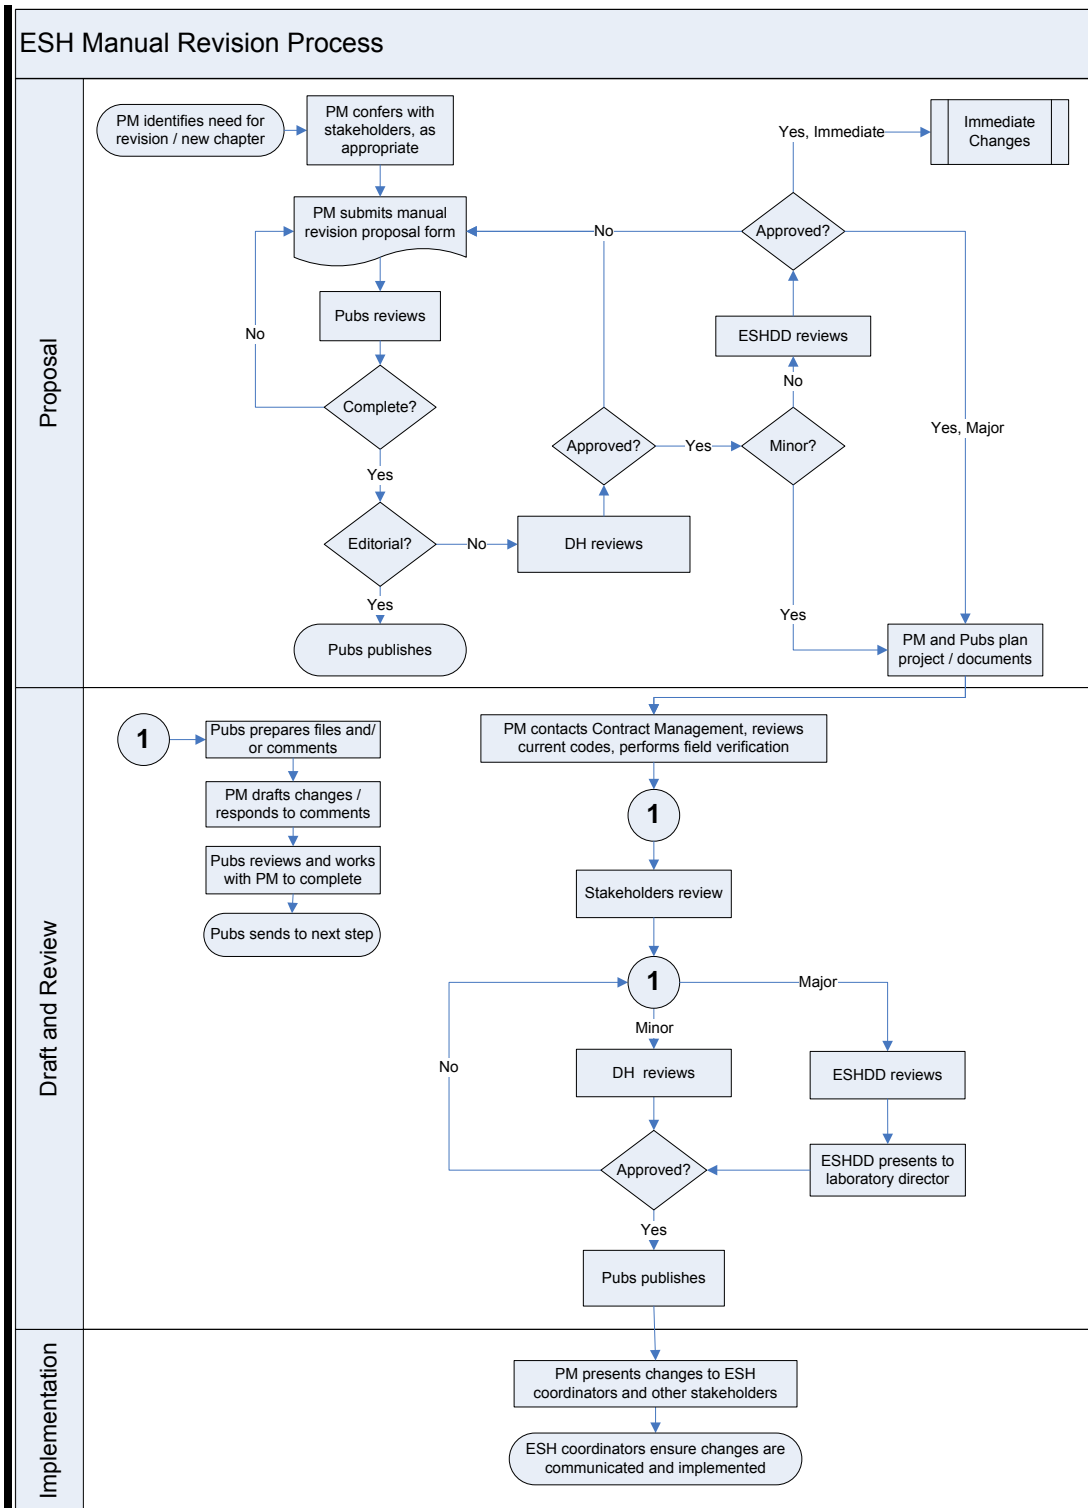 ESH Manual Revision Process
Proposal
PM identifies need for
revision / new chapter
PM confers with
stakeholders, as
appropriate
Yes, Immediate
Immediate
Changes
PM submits manual
revision proposal form
No
Approved?
Pubs reviews
No
ESHDD reviews
No
Complete?
Approved?
Yes
Minor?
Yes, Major
Yes
Editorial?
No
DH reviews
Yes
Yes
Pubs publishes
PM and Pubs plan
project / documents
Draft and Review
1
Pubs prepares files and/
or comments
PM drafts changes /
responds to comments
Pubs reviews and works
with PM to complete
Pubs sends to next step
PM contacts Contract Management, reviews
current codes, performs field verification
1
Stakeholders review
1
Major
Minor
No
DH reviews
ESHDD reviews
Approved?
ESHDD presents to
laboratory director
Yes
Pubs publishes
Implementation
PM presents changes to ESH
coordinators and other stakeholders
ESH coordinators ensure changes are
communicated and implemented